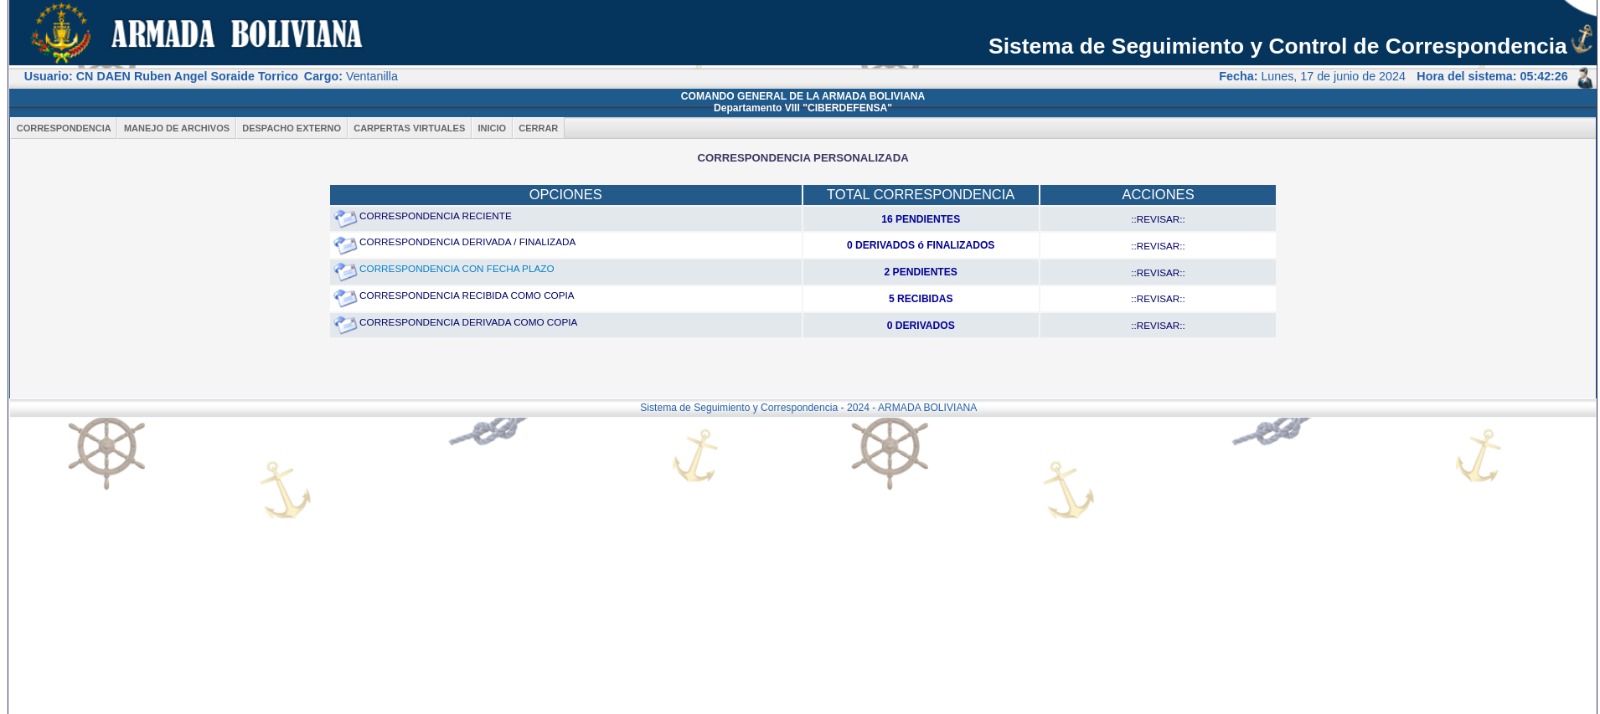 ARMADA BOLIVIANA
Sistema de Seguimiento y Control de Correspondencia
Usuario: CN DAEN Ruben Angel Soraide Torrico Cargo: Ventanilla
Fecha: Lunes, 17 de junio de 2024 Hora del sistema: 05:42:26
COMANDO GENERAL DE LA ARMADA BOLIVIANA
Departamento VIII "CIBERDEFENSA"
CORRESPONDENCIA MANEJO DE ARCHIVOS DESPACHO EXTERNO CARPERTAS VIRTUALES INICIO CERRAR
CORRESPONDENCIA PERSONALIZADA
OPCIONES TOTAL CORRESPONDENCIA ACCIONES
CORRESPONDENCIA RECIENTE 16 PENDIENTES ::REVISAR::
CORRESPONDENCIA DERIVADA / FINALIZADA 0 DERIVADOS ó FINALIZADOS ::REVISAR::
CORRESPONDENCIA CON FECHA PLAZO 2 PENDIENTES ::REVISAR::
CORRESPONDENCIA RECIBIDA COMO COPIA 5 RECIBIDAS ::REVISAR::
CORRESPONDENCIA DERIVADA COMO COPIA 0 DERIVADOS ::REVISAR::
Sistema de Seguimiento y Correspondencia - 2024 - ARMADA BOLIVIANA